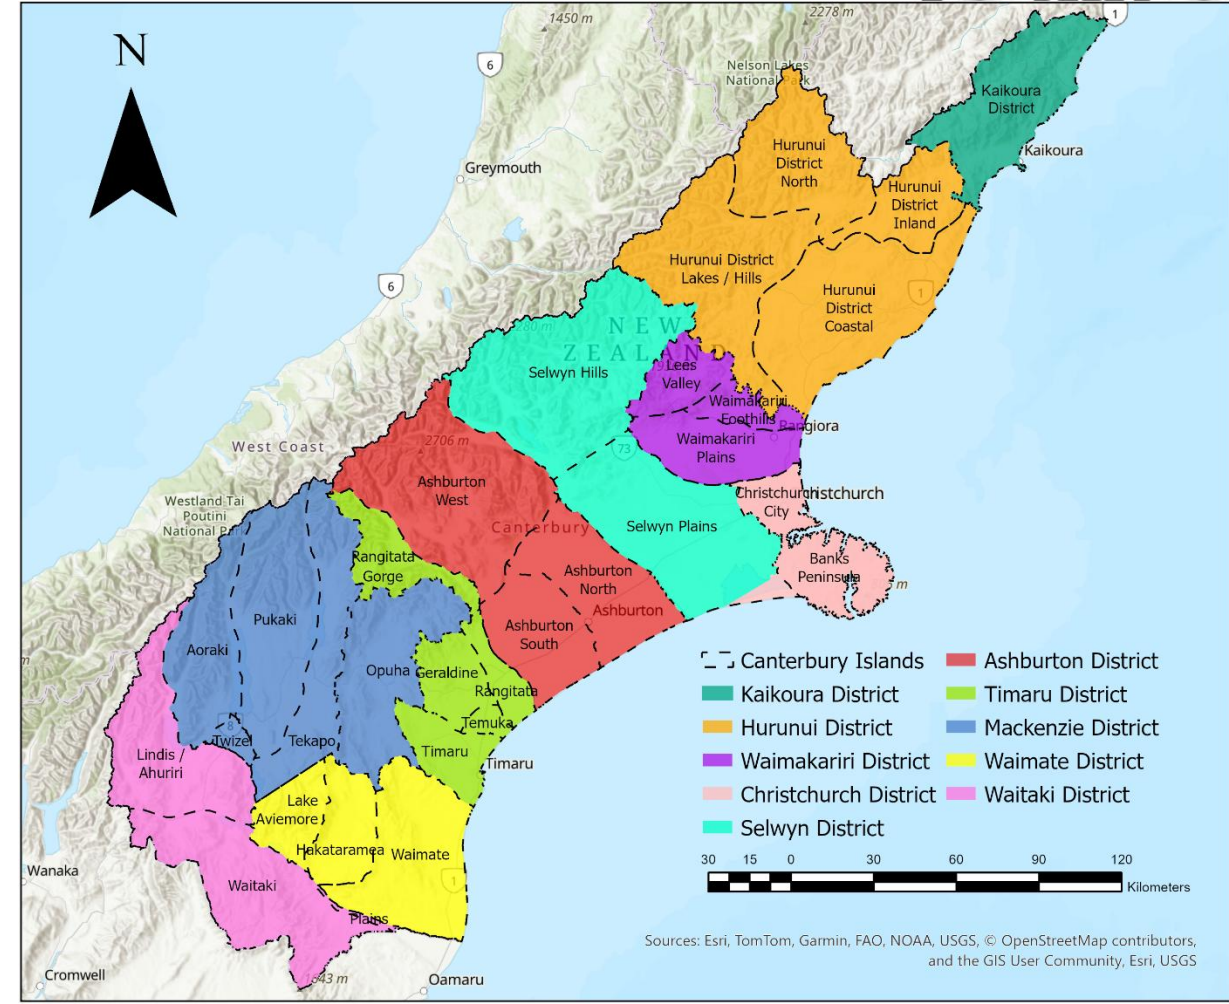 1450 m
2278 m
1
N
6
Nelson Lakes
National Park
Kaikoura
District
Greymouth
Hurunui
District
North
Kaikoura
Hurunui
District
Inland
Hurunui District
Lakes / Hills
6
Hurunui
District
Coastal
1
NEW
ZEALAND
Selwyn Hills
Lees
Valley
Waimakariri
Foothills
Rangiora
Waimakariri
Plains
73
West Coast
2706 m
Ashburton
West
Westland Tai
Poutini
National Park
Christchurch
City
Christchurch
Canterbury
Selwyn Plains
Rangitata
Gorge
Banks
Peninsula
m
Ashburton
North
Ashburton
Pukaki
Ashburton
South
Aoraki
Opuha
Geraldine
Rangitata
Temuka
8
Twizel
Tekapo
Timaru
Timaru
Lindis /
Ahuriri
Lake
Aviemore
Hakataramea
Waimate
1
Wanaka
Waitaki
Plains
Cromwell
Oamaru
Canterbury Islands
Kaikoura District
Hurunui District
Waimakariri District
Christchurch District
Selwyn District
Ashburton District
Timaru District
Mackenzie District
Waimate District
Waitaki District
30 15 0 30 60 90 120
Kilometers
Sources: Esri, TomTom, Garmin, FAO, NOAA, USGS, © OpenStreetMap contributors,
and the GIS User Community, Esri, USGS